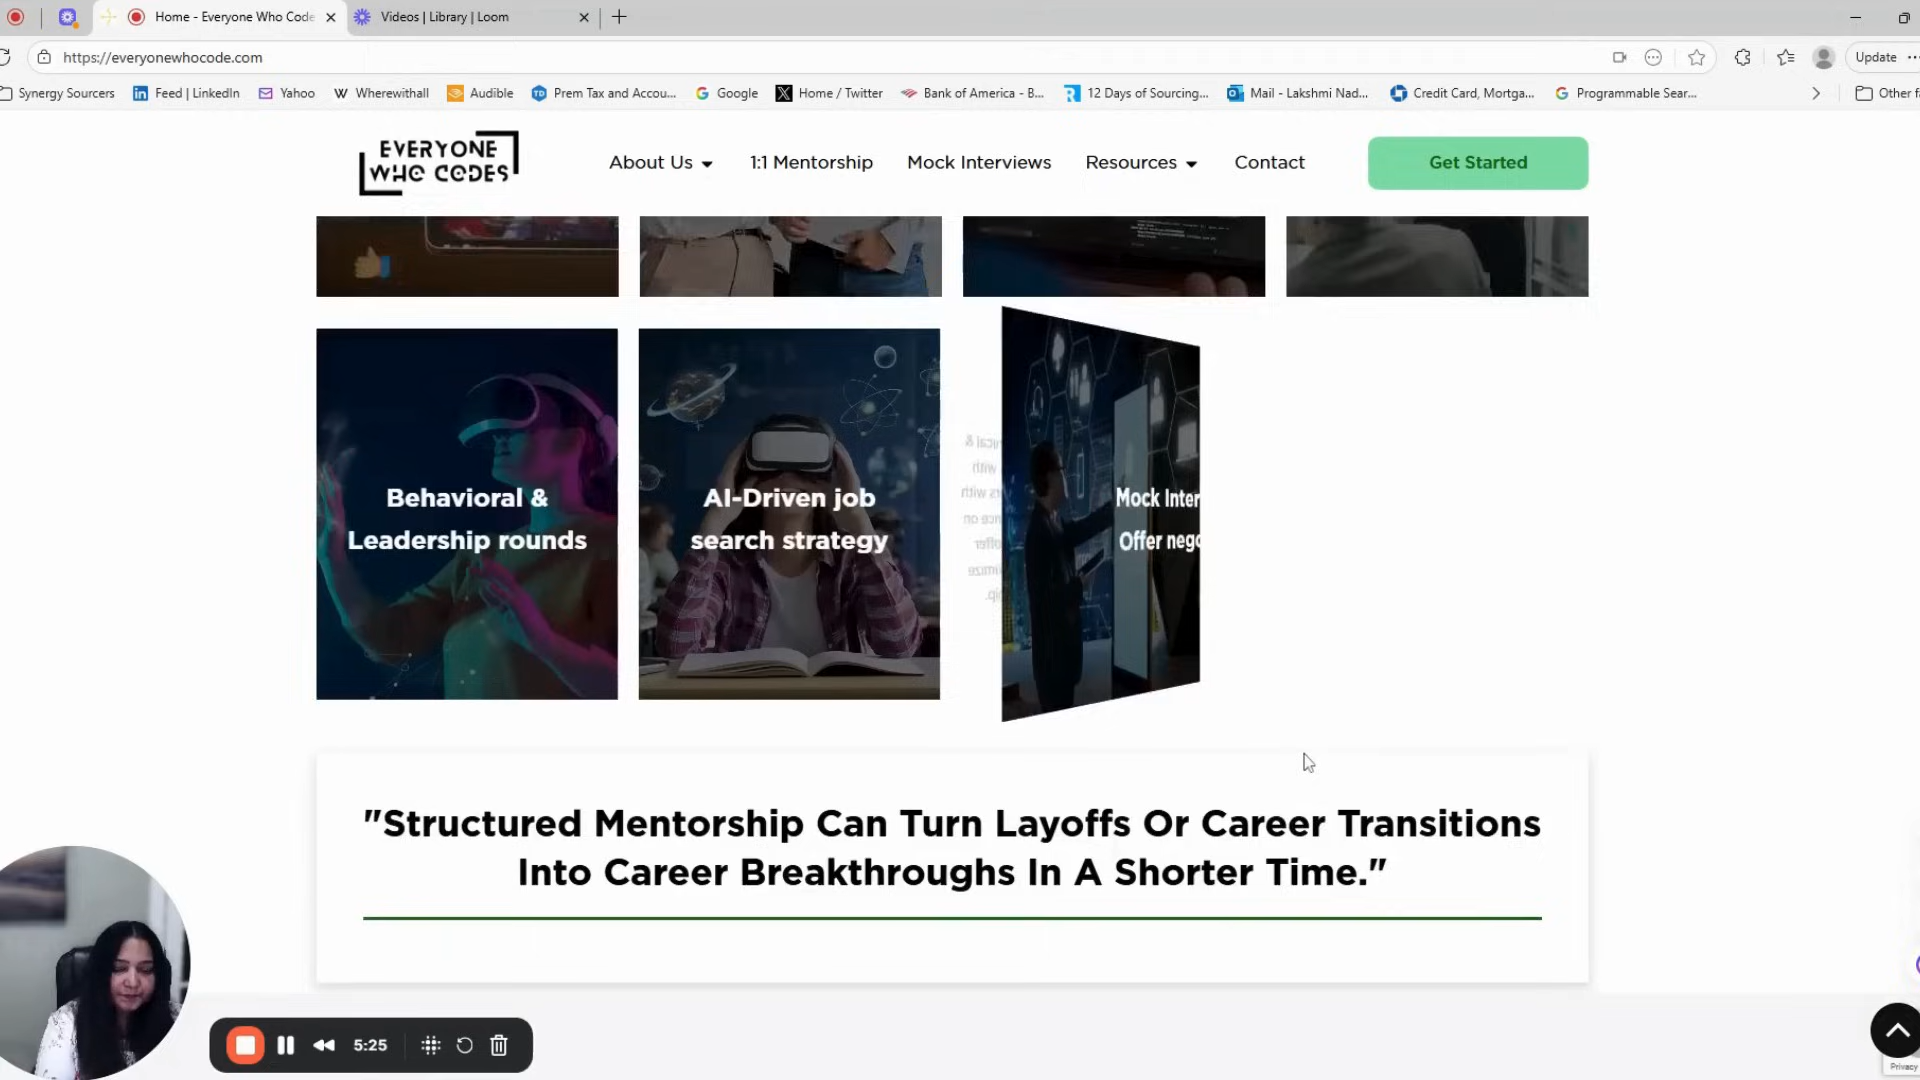 Home - Everyone Who Code
Videos | Library | Loom
https://everyonewhocode.com
Update
Synergy Sourcers
Feed | LinkedIn
Yahoo
Wherewithall
Audible
Prem Tax and Accou...
Google
Home / Twitter
Bank of America - B...
12 Days of Sourcing...
Mail - Lakshmi Nad...
Credit Card, Mortga...
Programmable Sear...
Other f
EVERYONE
WHO CODES
About Us
1:1 Mentorship
Mock Interviews
Resources
Contact
Get Started
Behavioral &
Leadership rounds
AI-Driven job
search strategy
Mock Inter
Offer nego
"Structured Mentorship Can Turn Layoffs Or Career Transitions
Into Career Breakthroughs In A Shorter Time."
5:25
Privacy